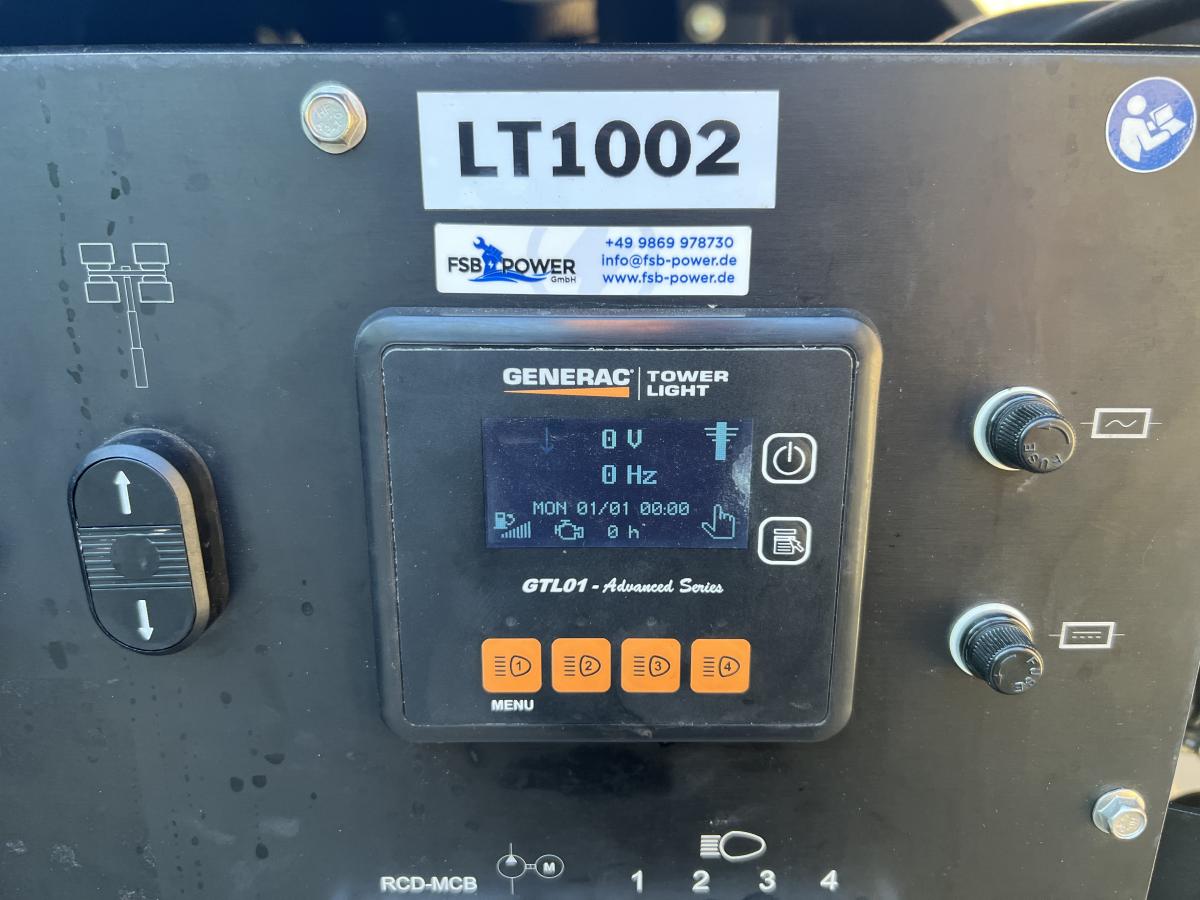 LT1002
FSB POWER
GmbH
+49 9869 978730
info@fsb-power.de
www.fsb-power.de
GENERAC® TOWER LIGHT
0 V
0 Hz
MON 01/01 00:00
0 h
GTL01 - Advanced Series
1 2 3 4
MENU
FUSE
FUSE
RCD-MCB M 1 2 3 4